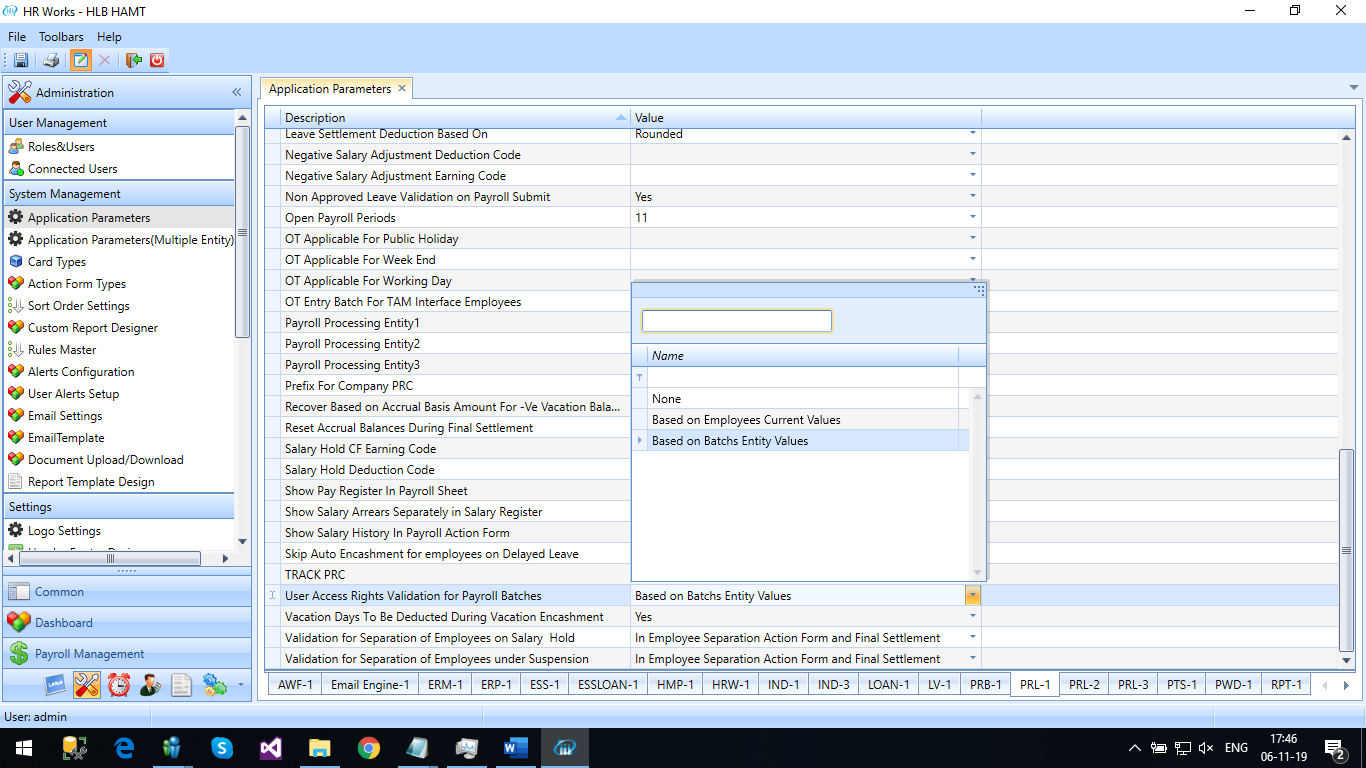 HR Works - HLB HAMT
File Toolbars Help
Administration
User Management
Roles&Users
Connected Users
System Management
Application Parameters
Application Parameters(Multiple Entity)
Card Types
Action Form Types
Sort Order Settings
Custom Report Designer
Rules Master
Alerts Configuration
User Alerts Setup
Email Settings
EmailTemplate
Document Upload/Download
Report Template Design
Settings
Logo Settings
Common
Dashboard
Payroll Management
Application Parameters
Description Value
Leave Settlement Deduction Based On Rounded
Negative Salary Adjustment Deduction Code
Negative Salary Adjustment Earning Code
Non Approved Leave Validation on Payroll Submit Yes
Open Payroll Periods 11
OT Applicable For Public Holiday
OT Applicable For Week End
OT Applicable For Working Day
OT Entry Batch For TAM Interface Employees
Payroll Processing Entity1
Payroll Processing Entity2
Payroll Processing Entity3
Prefix For Company PRC
Recover Based on Accrual Basis Amount For -Ve Vacation Bala...
Reset Accrual Balances During Final Settlement
Salary Hold CF Earning Code
Salary Hold Deduction Code
Show Pay Register In Payroll Sheet
Show Salary Arrears Separately in Salary Register
Show Salary History In Payroll Action Form
Skip Auto Encashment for employees on Delayed Leave
TRACK PRC
Name
None
Based on Employees Current Values
Based on Batchs Entity Values
User Access Rights Validation for Payroll Batches Based on Batchs Entity Values
Vacation Days To Be Deducted During Vacation Encashment Yes
Validation for Separation of Employees on Salary Hold In Employee Separation Action Form and Final Settlement
Validation for Separation of Employees under Suspension In Employee Separation Action Form and Final Settlement
AWF-1 Email Engine-1 ERM-1 ERP-1 ESS-1 ESSLOAN-1 HMP-1 HRW-1 IND-1 IND-3 LOAN-1 LV-1 PRB-1 PRL-1 PRL-2 PRL-3 PTS-1 PWD-1 RPT-1
User: admin
ENG
17:46
06-11-19
2